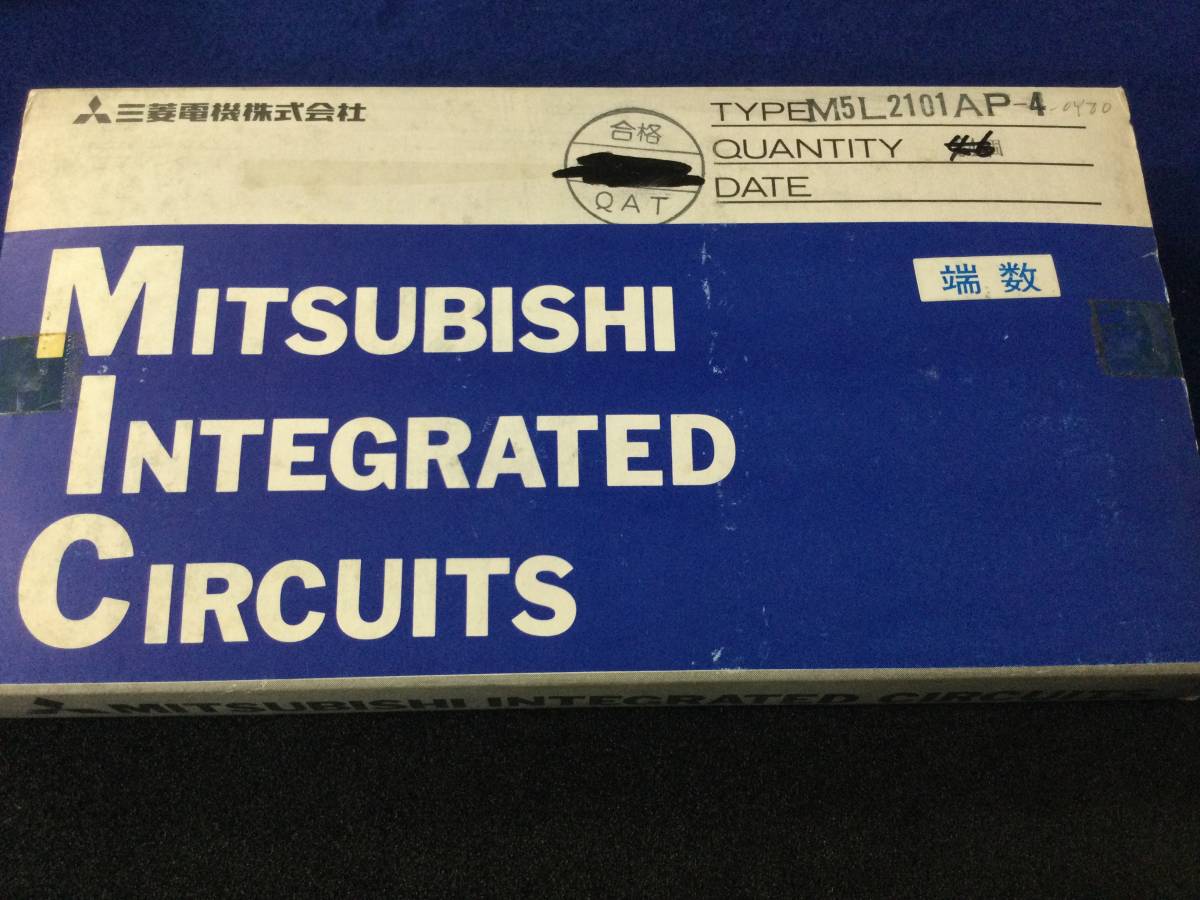 三菱電機株式会社
合格
QAT
TYPE M5L2101AP-4
QUANTITY
DATE
端数
MITSUBISHI
INTEGRATED
CIRCUITS
MITSUBISHI INTEGRATED CIRCUITS